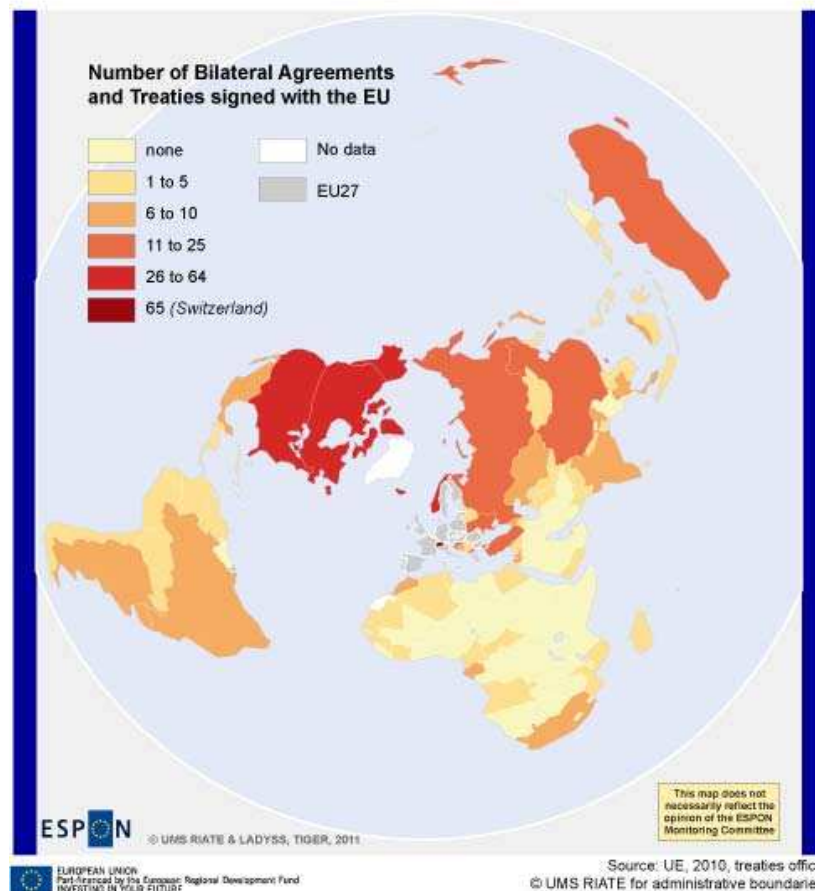 Number of Bilateral Agreements
and Treaties signed with the EU
none
1 to 5
6 to 10
11 to 25
26 to 64
65 (Switzerland)
No data
EU27
This map does not
necessarily reflect the
opinion of the ESPON
Monitoring Committee
ESPON
© UMS RIATE & LADYSS, TIGER, 2011
EUROPEAN UNION
Part-financed by the European Regional Development Fund
INVESTING IN YOUR FUTURE
Source: UE, 2010, treaties offic
© UMS RIATE for administrative boundarie